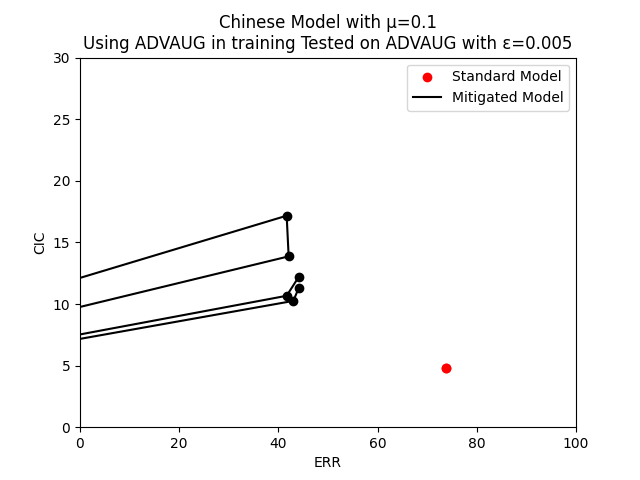 Chinese Model with μ=0.1
Using ADVAUG in training Tested on ADVAUG with ε=0.005
Standard Model
Mitigated Model
CIC
30
25
20
15
10
5
0
0 20 40 60 80 100
ERR